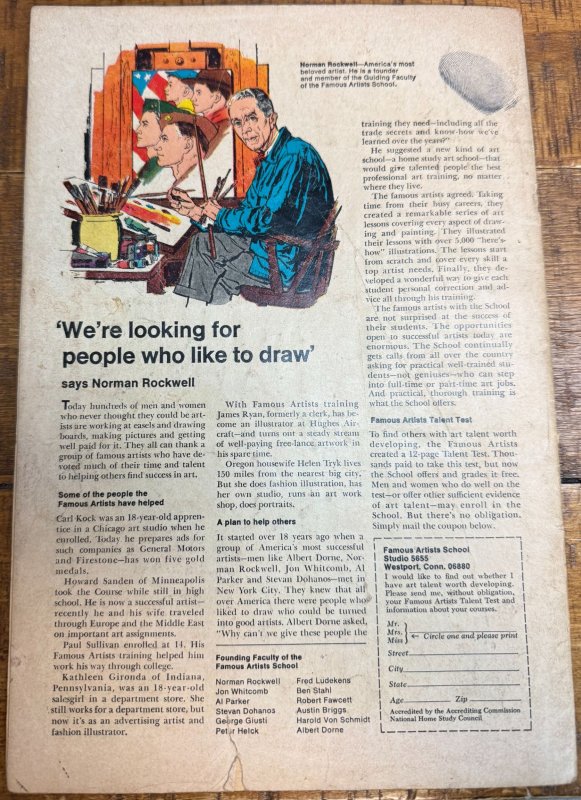 Norman Rockwell—America's most
beloved artist. He is a founder
and member of the Guiding Faculty
of the Famous Artists School.
'We're looking for
people who like to draw'
says Norman Rockwell
Today hundreds of men and women
who never thought they could be art-
ists are working at easels and drawing
boards, making pictures and getting
well paid for it. They all can thank a
group of famous artists who have de-
voted much of their time and talent
to helping others find success in art.
Some of the people the
Famous Artists have helped
Carl Kock was an 18-year-old appren-
tice in a Chicago art studio when he
enrolled. Today he prepares ads for
such companies as General Motors
and Firestone—has won five gold
medals.
Howard Sanden of Minneapolis
took the Course while still in high
school. He is now a successful artist—
recently he and his wife traveled
through Europe and the Middle East
on important art assignments.
Paul Sullivan enrolled at 14. His
Famous Artists training helped him
work his way through college.
Kathleen Gironda of Indiana,
Pennsylvania, was an 18-year-old
salesgirl in a department store. She
still works for a department store, but
now it's as an advertising artist and
fashion illustrator.
With Famous Artists training
James Ryan, formerly a clerk, has be-
come an illustrator at Hughes Air-
craft—and turns out a steady stream
of well-paying free-lance artwork in
his spare time.
Oregon housewife Helen Tryk lives
150 miles from the nearest big city.
But she does fashion illustration, has
her own studio, runs an art work
shop, does portraits.
A plan to help others
It started over 18 years ago when a
group of America's most successful
artists—men like Albert Dorne, Nor-
man Rockwell, Jon Whitcomb, Al
Parker and Stevan Dohanos—met in
New York City. They knew that all
over America there were people who
liked to draw who could be turned
into good artists. Albert Dorne asked,
"Why can't we give these people the
Founding Faculty of the
Famous Artists School
Norman Rockwell
Jon Whitcomb
Al Parker
Stevan Dohanos
George Giusti
Peter Helck
Fred Ludekens
Ben Stahl
Robert Fawcett
Austin Briggs
Harold Von Schmidt
Albert Dorne
training they need—including all the
trade secrets and know-how we've
learned over the years?"
He suggested a new kind of art
school—a home study art school—that
would give talented people the best
professional art training, no matter
where they live.
The famous artists agreed. Taking
time from their busy careers, they
created a remarkable series of art
lessons covering every aspect of draw-
ing and painting. They illustrated
their lessons with over 5,000 "here's-
how" illustrations. The lessons start
from scratch and cover every skill a
top artist needs. Finally, they de-
veloped a wonderful way to give each
student personal correction and ad-
vice all through his training.
The famous artists with the School
are not surprised at the success of
their students. The opportunities
open to successful artists today are
enormous. The School continually
gets calls from all over the country
asking for practical well-trained stu-
dents—not geniuses—who can step
into full-time or part-time art jobs.
And practical, thorough training is
what the School offers.
Famous Artists Talent Test
To find others with art talent worth
developing, the Famous Artists
created a 12-page Talent Test. Thou-
sands paid to take this test, but now
the School offers and grades it free.
Men and women who do well on the
test—or offer other sufficient evidence
of art talent—may enroll in the
School. But there's no obligation.
Simply mail the coupon below.
Famous Artists School
Studio 5655
Westport, Conn. 06880
I would like to find out whether I
have art talent worth developing.
Please send me, without obligation,
your Famous Artists Talent Test and
information about your courses.
Mr.
Mrs. ← Circle one and please print
Miss
Street
City
State
Age Zip
Accredited by the Accrediting Commission
National Home Study Council